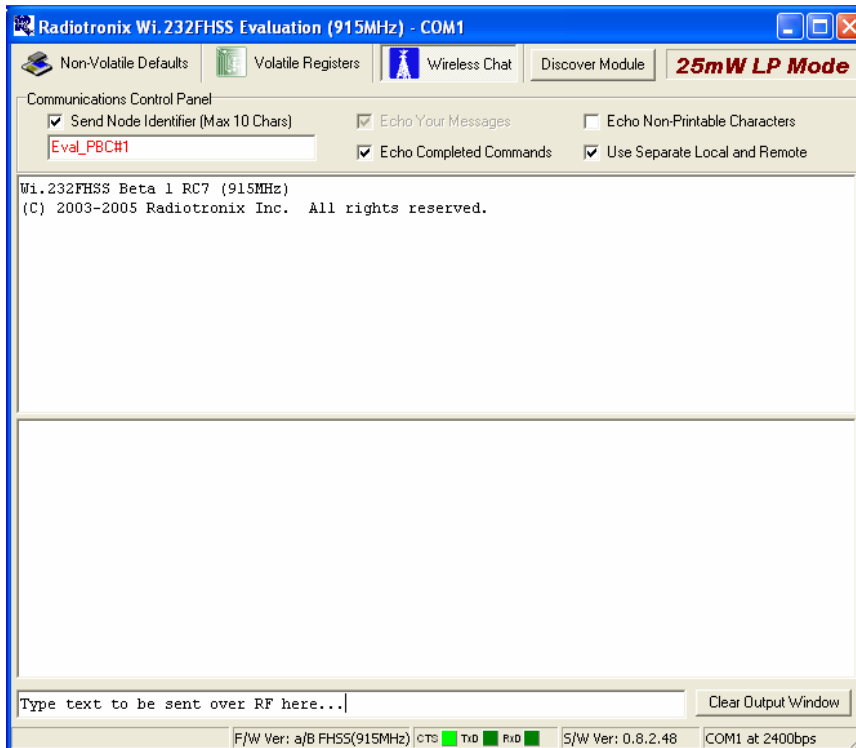 Radiotronix Wi.232FHSS Evaluation (915MHz) - COM1
Non-Volatile Defaults Volatile Registers Wireless Chat Discover Module 25mW LP Mode
Communications Control Panel
Send Node Identifier (Max 10 Chars) Echo Your Messages Echo Non-Printable Characters
Eval_PBC#1 Echo Completed Commands Use Separate Local and Remote
Wi.232FHSS Beta 1 RC7 (915MHz)
(C) 2003-2005 Radiotronix Inc. All rights reserved.
Type text to be sent over RF here... Clear Output Window
F/W Ver: a/B FHSS(915MHz) CTS TxD RxD S/W Ver: 0.8.2.48 COM1 at 2400bps